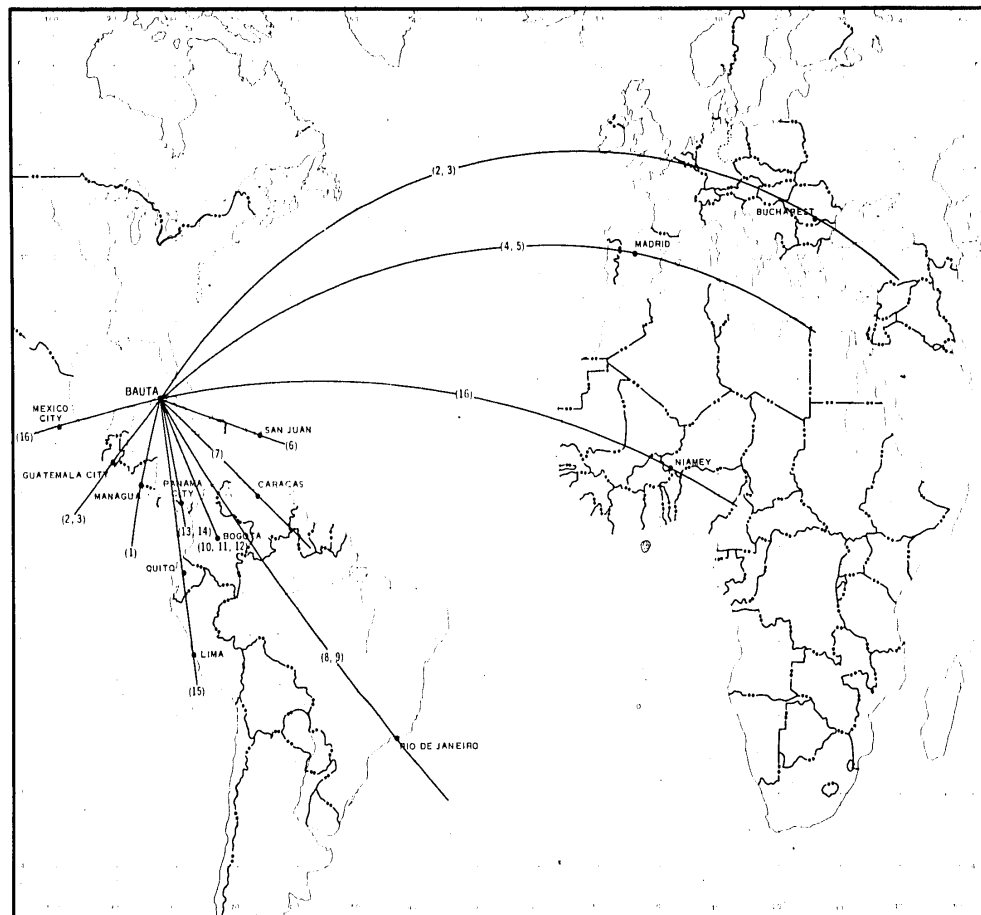 (2, 3)
BUCHAREST
(4, 5)
MADRID
BAUTA
(16)
MEXICO
CITY
(16)
SAN JUAN
(6)
(7)
GUATEMALA CITY
NIAMEY
MANAGUA
PANAMA
CITY
CARACAS
(2, 3)
(13, 14)
BOGOTA
(10, 11, 12)
(1)
QUITO
LIMA
(8, 9)
(15)
RIO DE JANEIRO